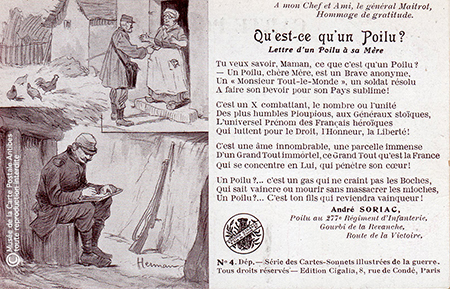 A mon Chef et Ami, le général Maitrot,
Hommage de gratitude.
Qu'est-ce qu'un Poilu ?
Lettre d'un Poilu à sa Mère
Tu veux savoir, Maman, ce que c'est qu'un Poilu ?
— Un Poilu, chère Mère, est un Brave anonyme,
Un « Monsieur Tout-le-Monde », un soldat résolu
A faire son Devoir pour son Pays sublime!
C'est un X combattant, le nombre ou l'unité
Des plus humbles Pioupious, aux Généraux stoïques,
L'universel Prénom des Français héroïques
Qui luttent pour le Droit, l'Honneur, la Liberté!
C'est une âme innombrable, une parcelle immense
D'un Grand Tout immortel, ce Grand Tout qu'est la France
Qui se concentre en Lui, qui pénètre son cœur!
Un Poilu ?... c'est un gas qui ne craint pas les Boches,
Qui sait vaincre ou mourir sans massacrer les mioches,
Un Poilu ?... C'est ton fils qui reviendra vainqueur!
André SORIAC,
Poilu au 277e Régiment d'Infanterie,
Gourbi de la Revanche,
Route de la Victoire,
No 4. Dép. — Série des Cartes-Sonnets illustrées de la guerre.
Tous droits réservés — Edition Cigalia, 8, rue de Condé, Paris
Herman
© Musée de la Carte Postale Antibes
toute reproduction interdite